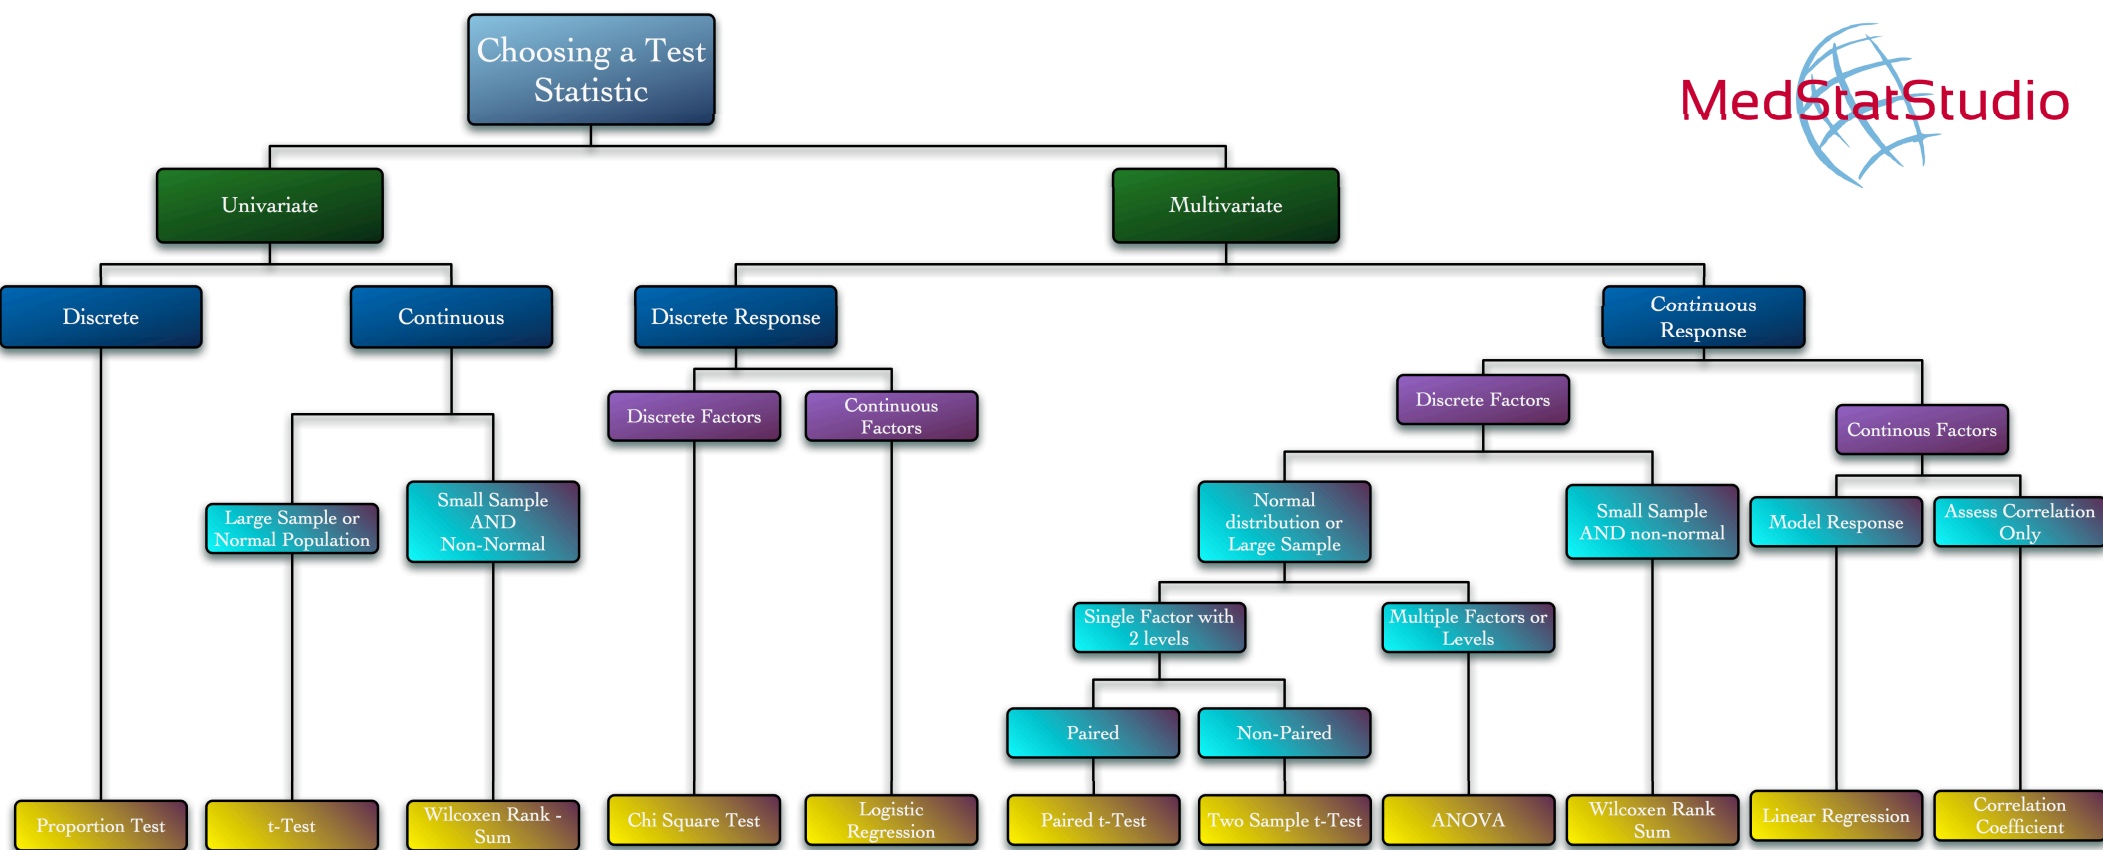 Choosing a Test
Statistic
MedStatStudio
Univariate
Multivariate
Discrete
Continuous
Discrete Response
Continuous
Response
Discrete Factors
Continuous
Factors
Discrete Factors
Continous Factors
Large Sample or
Normal Population
Small Sample
AND
Non-Normal
Normal
distribution or
Large Sample
Small Sample
AND non-normal
Model Response
Assess Correlation
Only
Single Factor with
2 levels
Multiple Factors or
Levels
Paired
Non-Paired
Proportion Test
t-Test
Wilcoxen Rank -
Sum
Chi Square Test
Logistic
Regression
Paired t-Test
Two Sample t-Test
ANOVA
Wilcoxen Rank
Sum
Linear Regression
Correlation
Coefficient